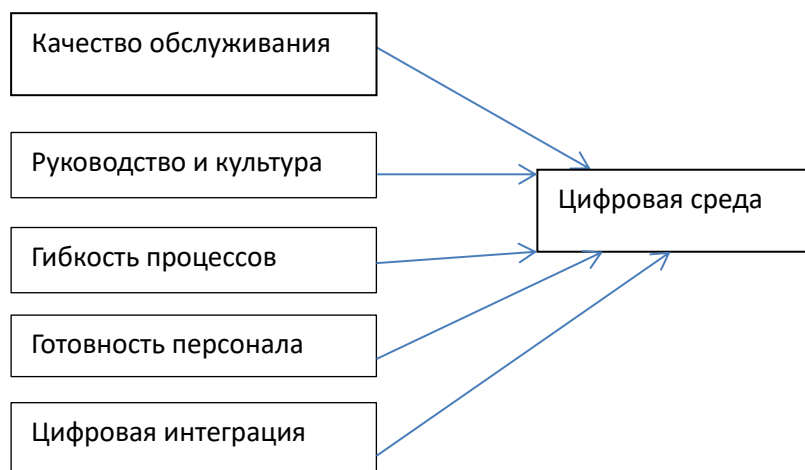 Качество обслуживания
Руководство и культура
Цифровая среда
Гибкость процессов
Готовность персонала
Цифровая интеграция